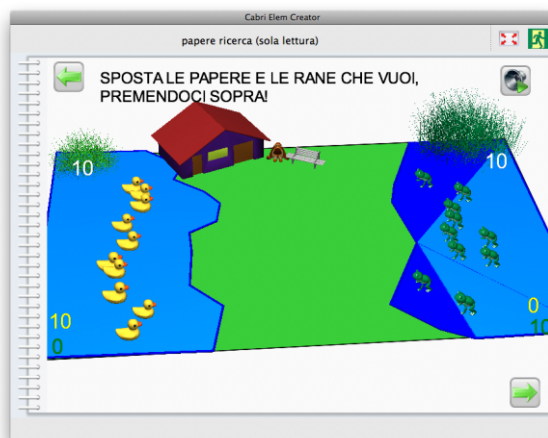 Cabri Elem Creator
papere ricerca (sola lettura)
SPOSTA LE PAPERE E LE RANE CHE VUOI,
PREMENDOCI SOPRA!
10
10
10
0
0
10